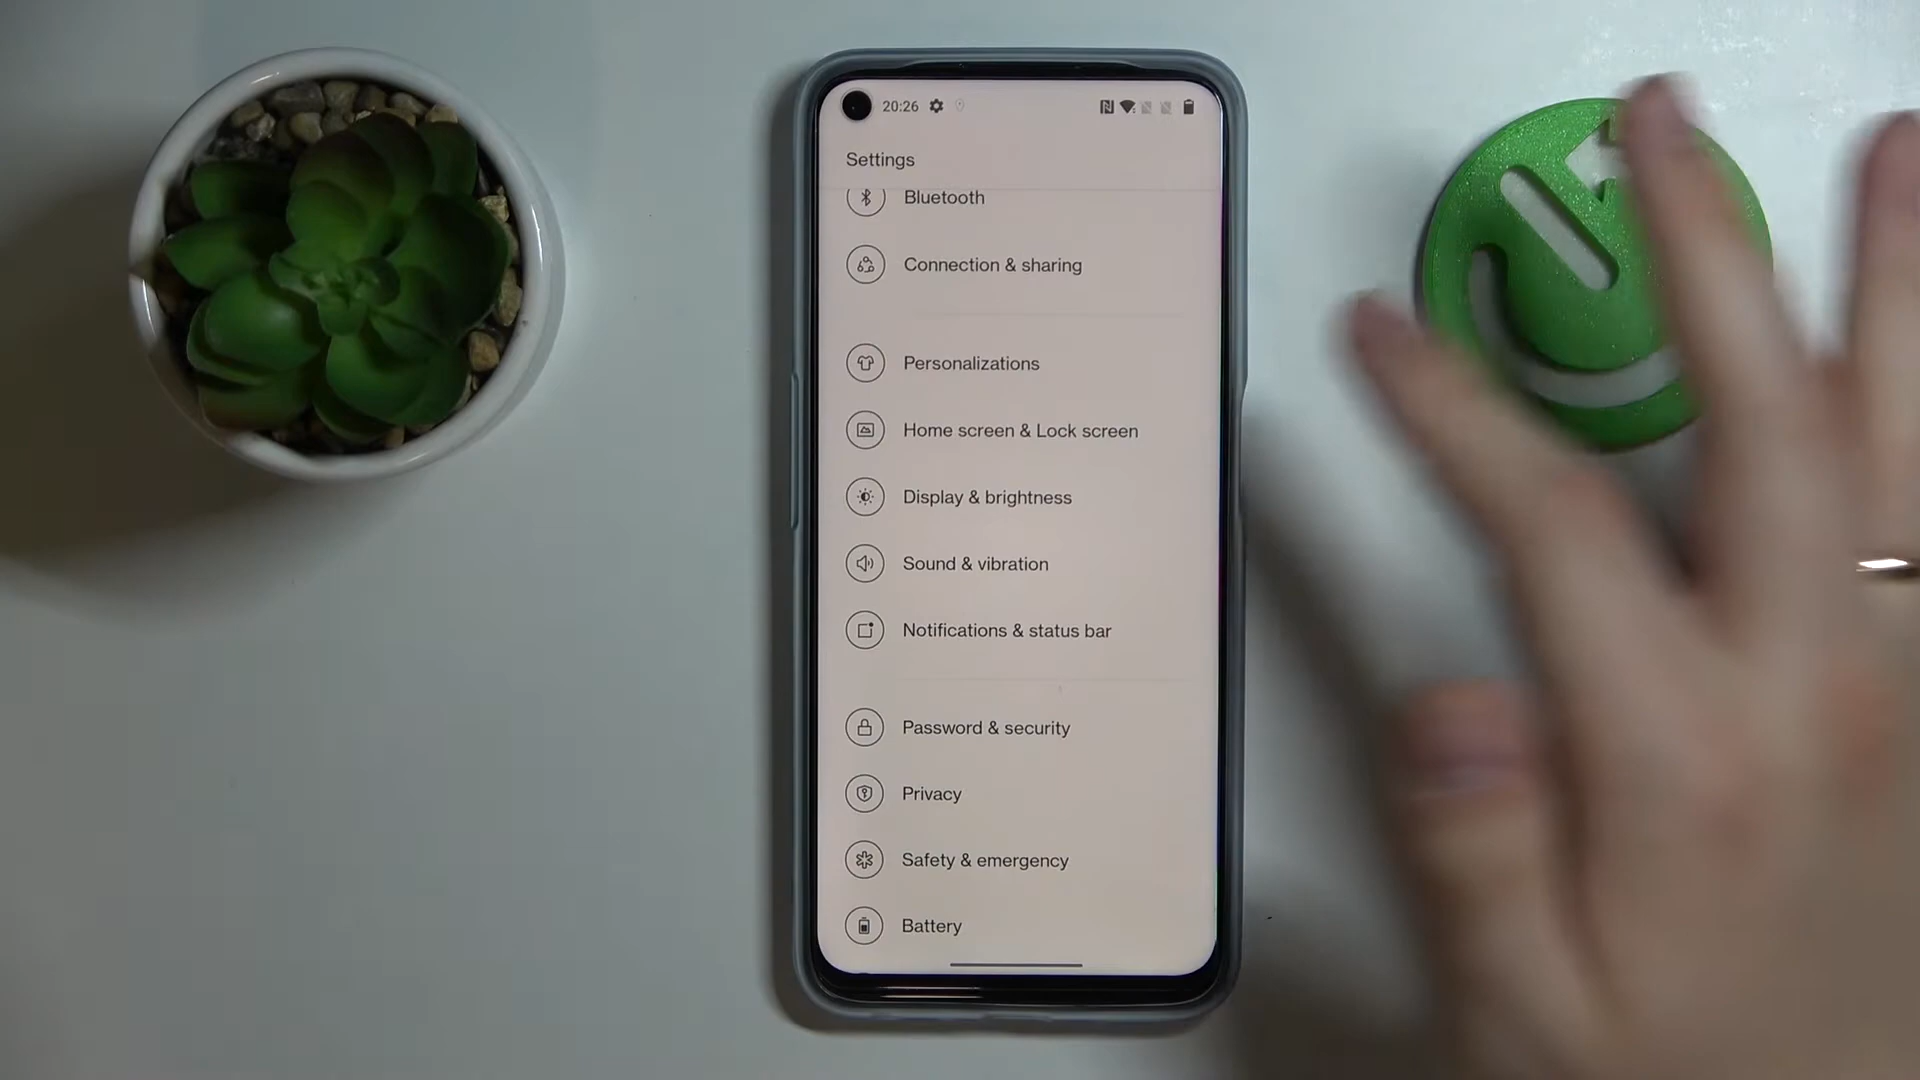 20:26
Settings
Bluetooth
Connection & sharing
Personalizations
Home screen & Lock screen
Display & brightness
Sound & vibration
Notifications & status bar
Password & security
Privacy
Safety & emergency
Battery